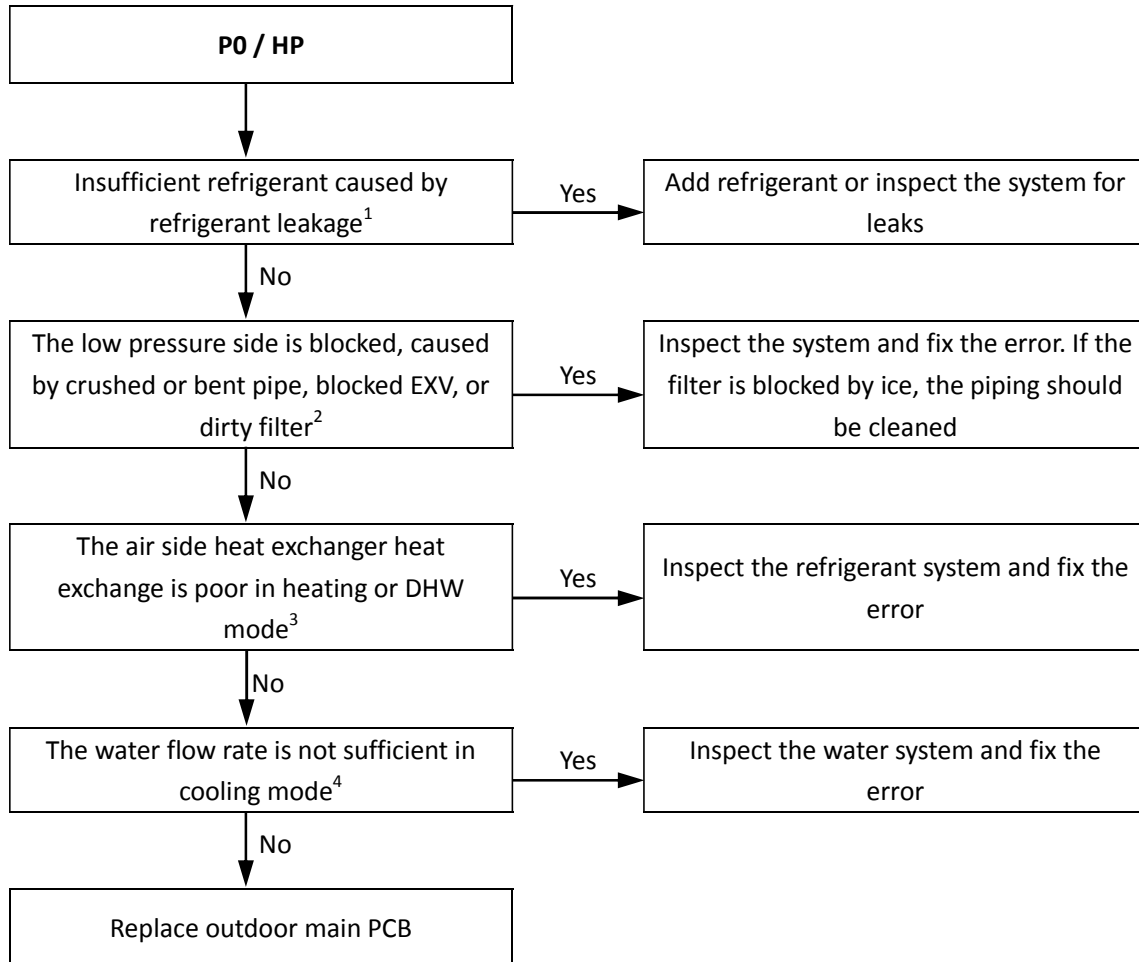 P0 / HP
Insufficient refrigerant caused by
refrigerant leakage1
Yes
Add refrigerant or inspect the system for
leaks
No
The low pressure side is blocked, caused
by crushed or bent pipe, blocked EXV, or
dirty filter2
Yes
Inspect the system and fix the error. If the
filter is blocked by ice, the piping should
be cleaned
No
The air side heat exchanger heat
exchange is poor in heating or DHW
mode3
Yes
Inspect the refrigerant system and fix the
error
No
The water flow rate is not sufficient in
cooling mode4
Yes
Inspect the water system and fix the
error
No
Replace outdoor main PCB